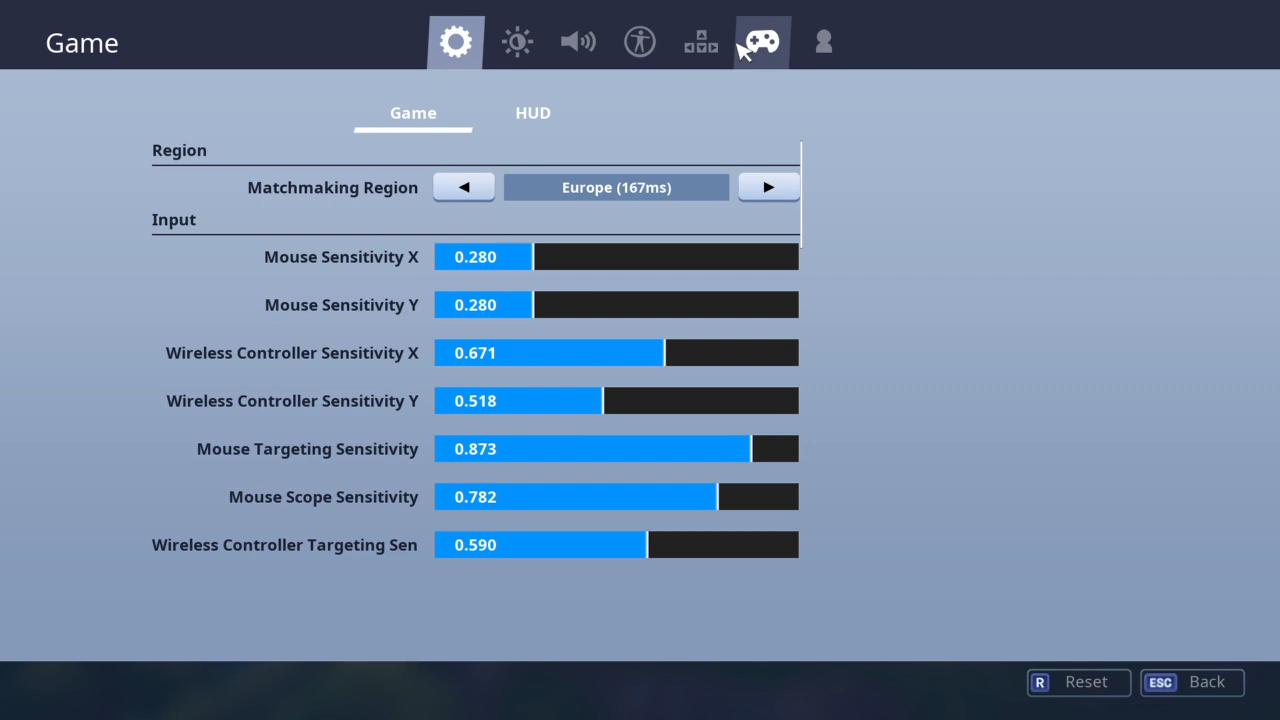 Game
Game HUD
Region
Matchmaking Region ◀ Europe (167ms) ▶
Input
Mouse Sensitivity X 0.280
Mouse Sensitivity Y 0.280
Wireless Controller Sensitivity X 0.671
Wireless Controller Sensitivity Y 0.518
Mouse Targeting Sensitivity 0.873
Mouse Scope Sensitivity 0.782
Wireless Controller Targeting Sen 0.590
R Reset ESC Back